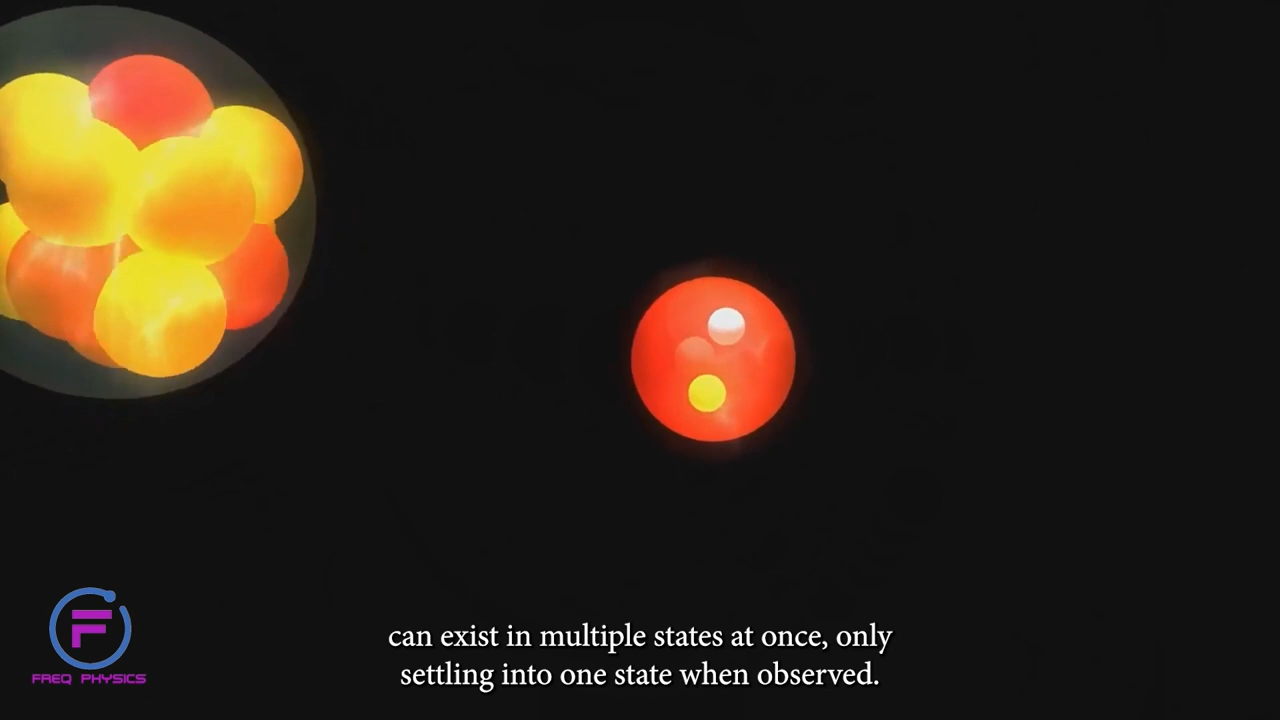 FREQ PHYSICS
can exist in multiple states at once, only
settling into one state when observed.